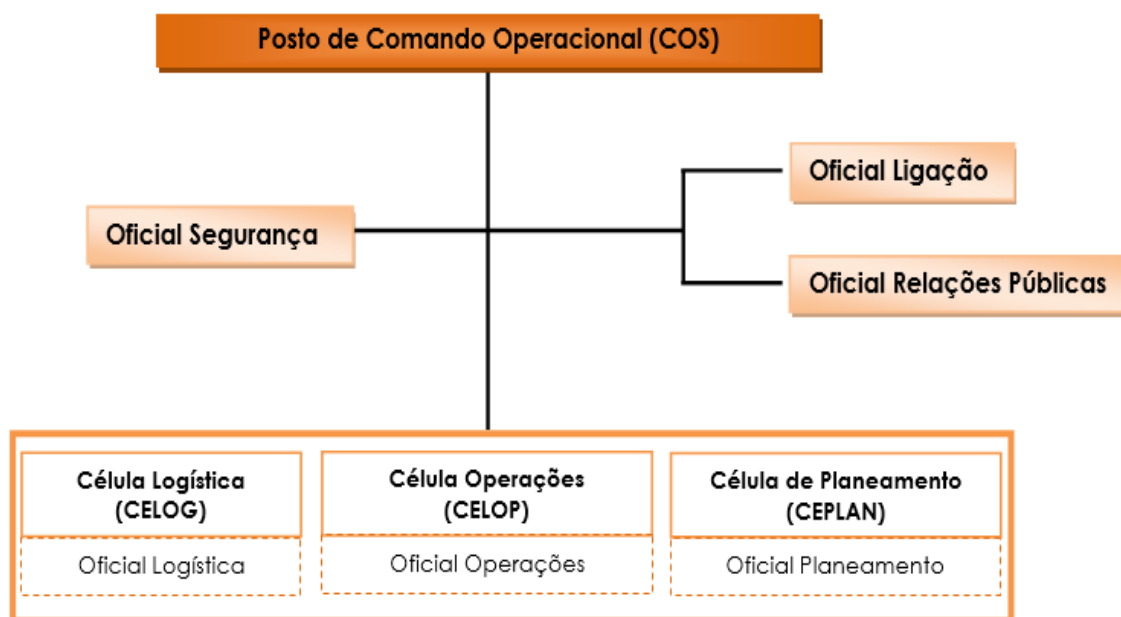 Posto de Comando Operacional (COS)
Oficial Ligação
Oficial Segurança
Oficial Relações Públicas
Célula Logística
(CELOG)
Oficial Logística
Célula Operações
(CELOP)
Oficial Operações
Célula de Planeamento
(CEPLAN)
Oficial Planeamento